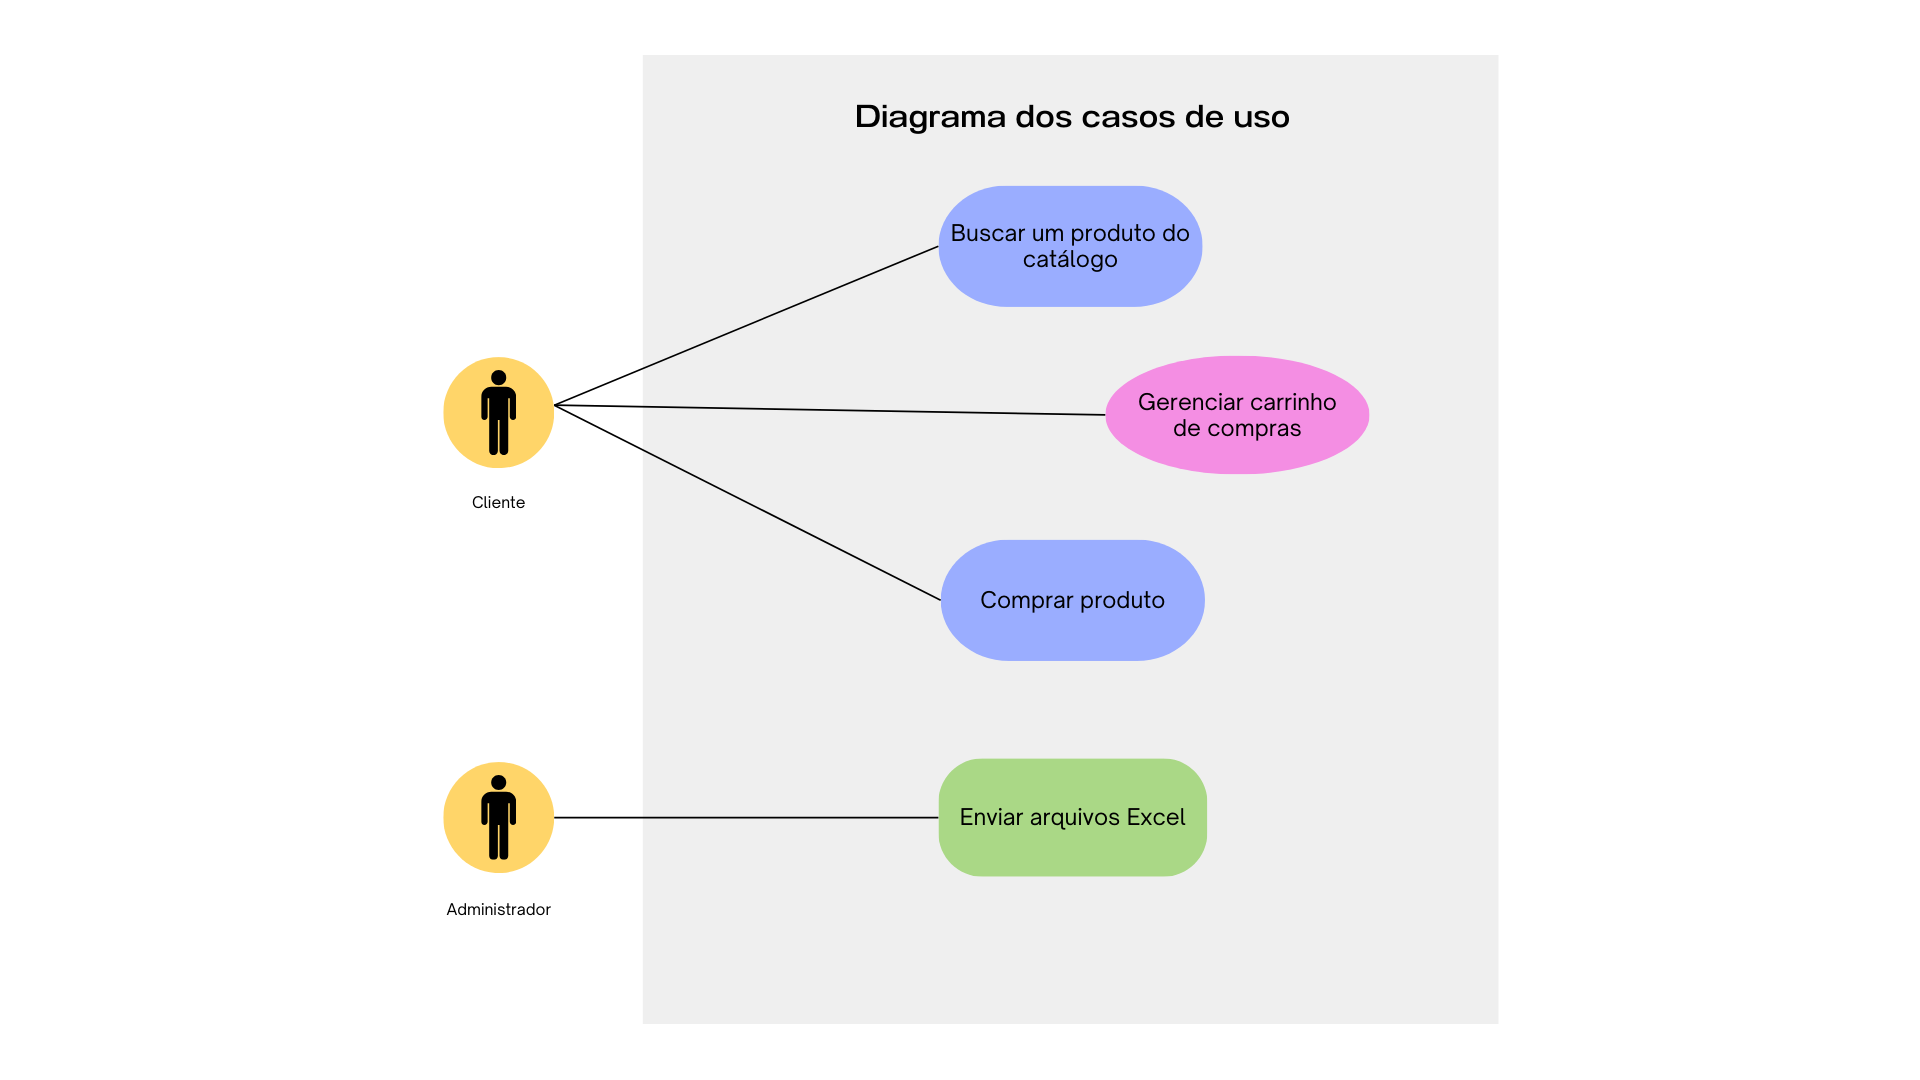 Diagrama dos casos de uso
Buscar um produto do
catálogo
Gerenciar carrinho
de compras
Cliente
Comprar produto
Enviar arquivos Excel
Administrador